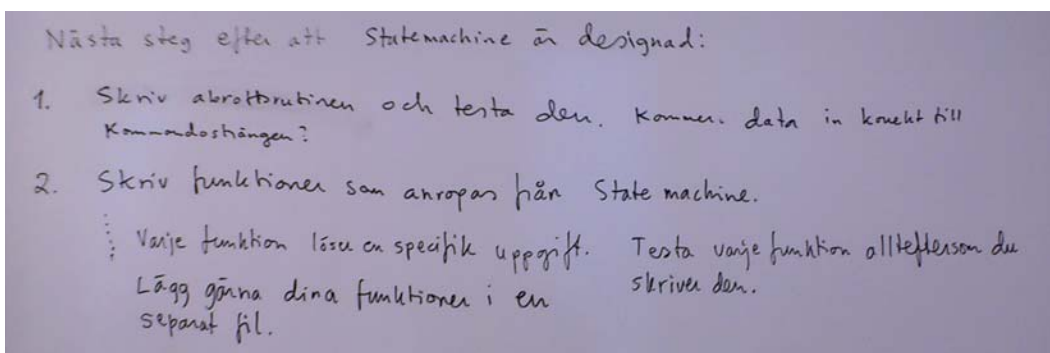 Nästa steg efter att Statemachine är designad:
1. Skriv abrottsrutinen och testa den. Kommer data in korrekt till
Kommandosträngen?
2. Skriv funktioner som anropas från State machine.
Varje funktion löser en specifik uppgift. Testa varje funktion allteftersom du
Lägg gärna dina funktioner i en skriver den.
separat fil.